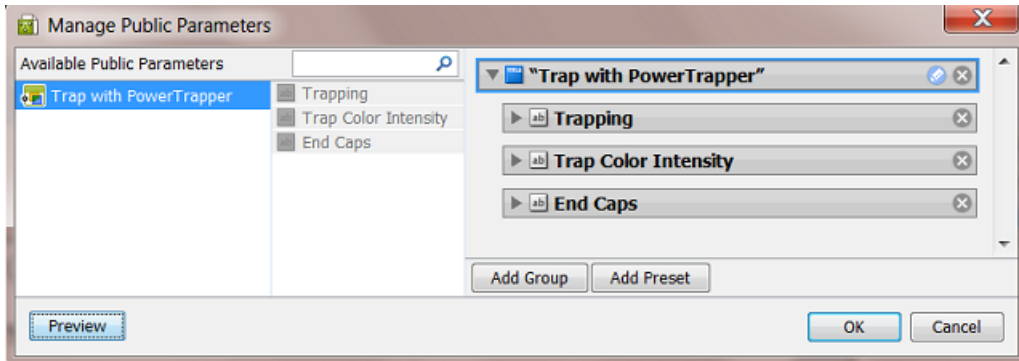 Manage Public Parameters
Available Public Parameters
Trap with PowerTrapper
Trapping
Trap Color Intensity
End Caps
"Trap with PowerTrapper"
Trapping
Trap Color Intensity
End Caps
Add Group Add Preset
Preview OK Cancel